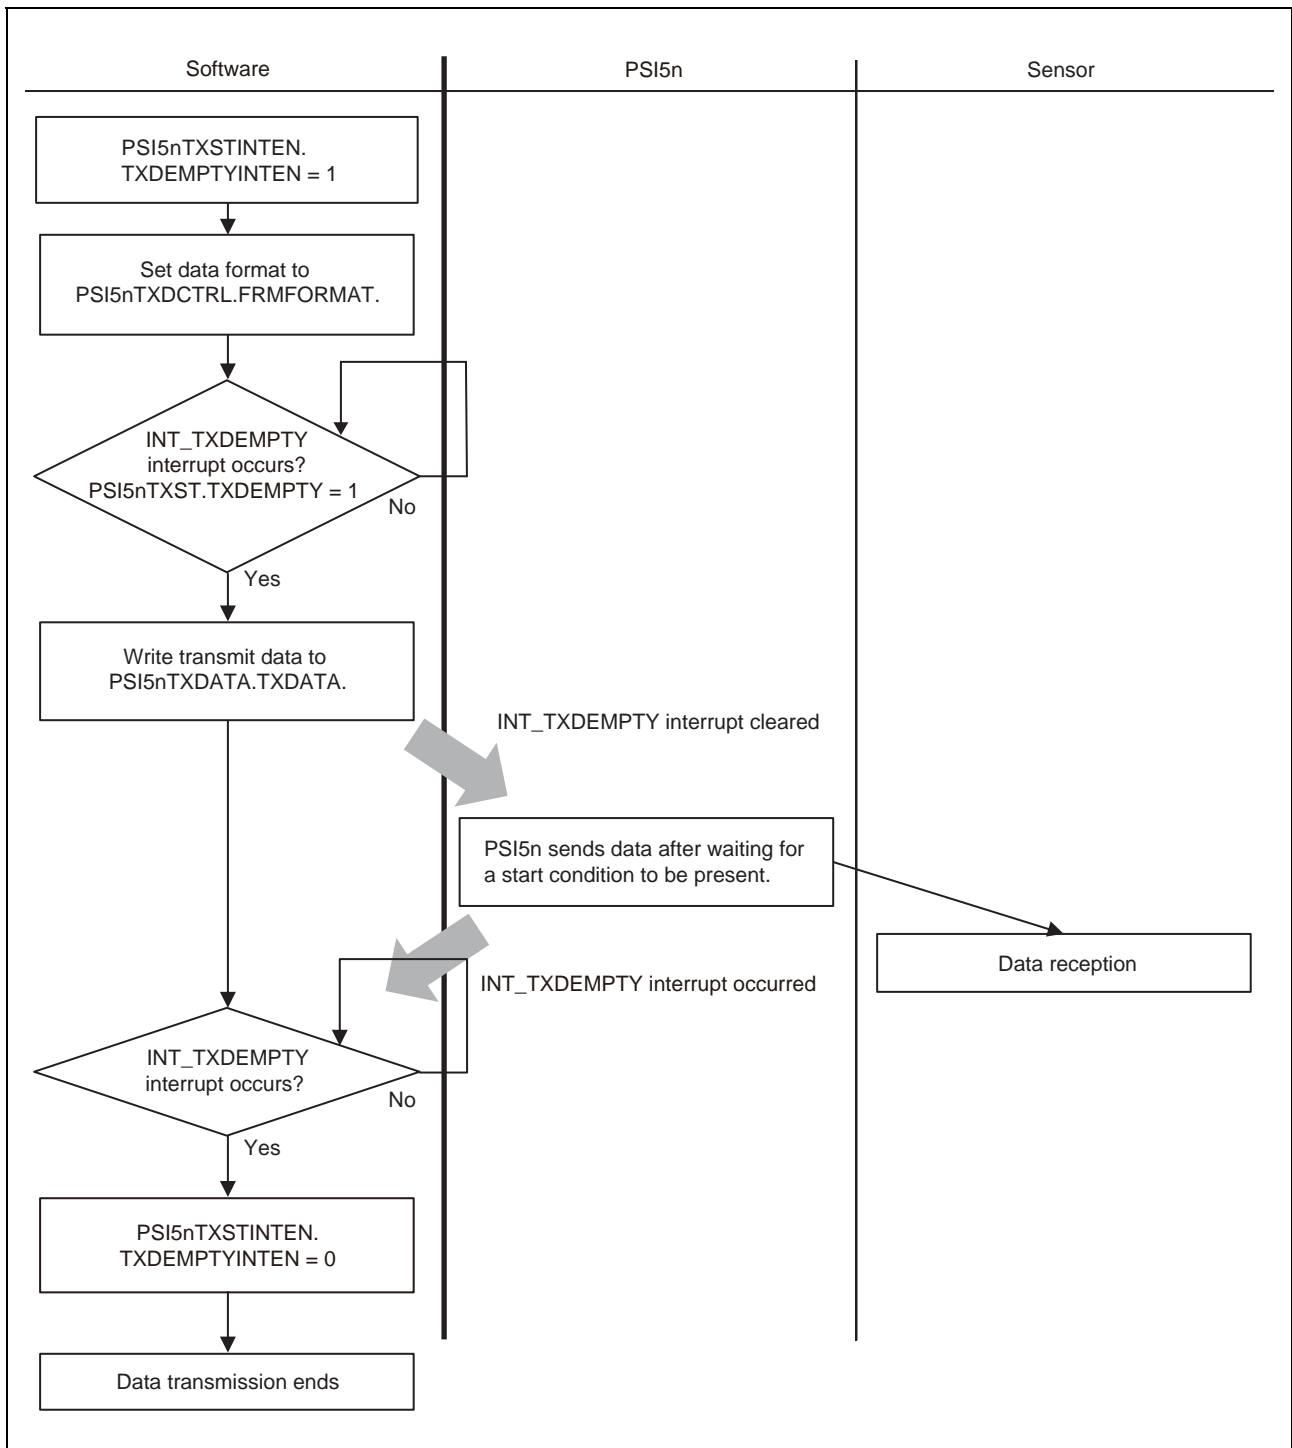 Software
PSI5n
Sensor
PSI5nTXSTINTEN.
TXDEMPTYINTEN = 1
Set data format to
PSI5nTXDCTRL.FRMFORMAT.
INT_TXDEMPTY
interrupt occurs?
PSI5nTXST.TXDEMPTY = 1
No
Yes
Write transmit data to
PSI5nTXDATA.TXDATA.
INT_TXDEMPTY interrupt cleared
PSI5n sends data after waiting for
a start condition to be present.
Data reception
INT_TXDEMPTY interrupt occurred
INT_TXDEMPTY
interrupt occurs?
No
Yes
PSI5nTXSTINTEN.
TXDEMPTYINTEN = 0
Data transmission ends